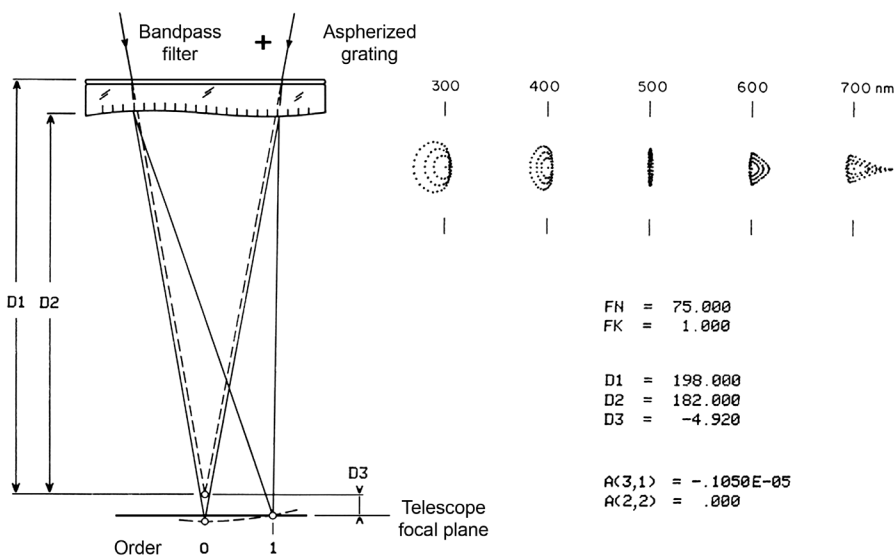 Bandpass filter + Aspherized grating
300 400 500 600 700 nm
FN = 75.000
FK = 1.000
D1 D2
D1 = 198.000
D2 = 182.000
D3 = -4.920
D3
A(3,1) = -.1050E-05
A(2,2) = .000
Telescope focal plane
Order 0 1